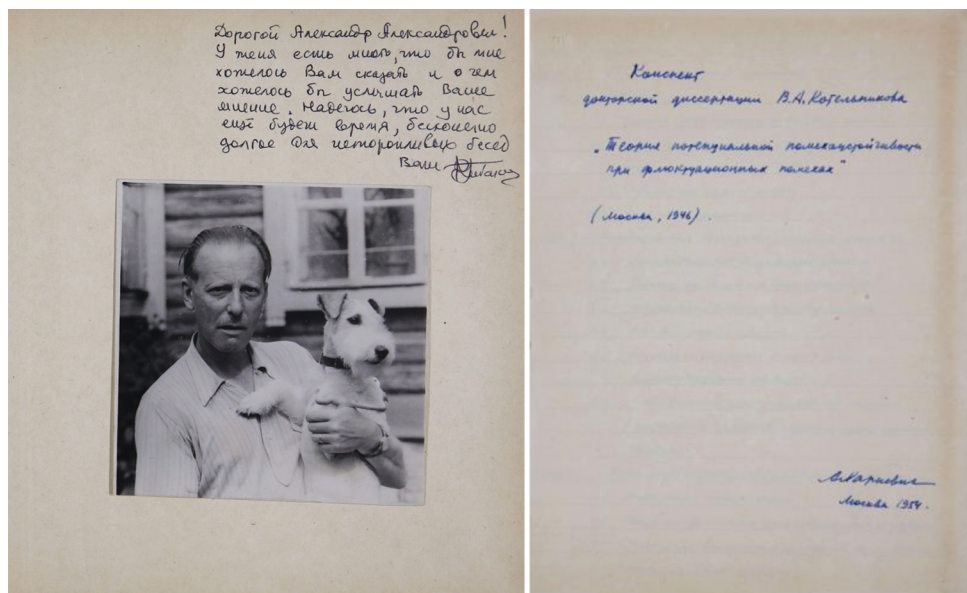 Дорогой Александр Александрович!
У меня есть много, что бы мне
хотелось Вам сказать и о чем
хотелось бы услышать Ваше
мнение. Надеюсь, что у нас
ещё будет время, бесконечно
долгое для неторопливых бесед
Ваш
Конспект
докторской диссертации В.А. Котельникова
„Теория потенциальной помехоустойчивости
при флюктуационных помехах"
(Москва, 1946).
А. Харкевич
Москва 1954.